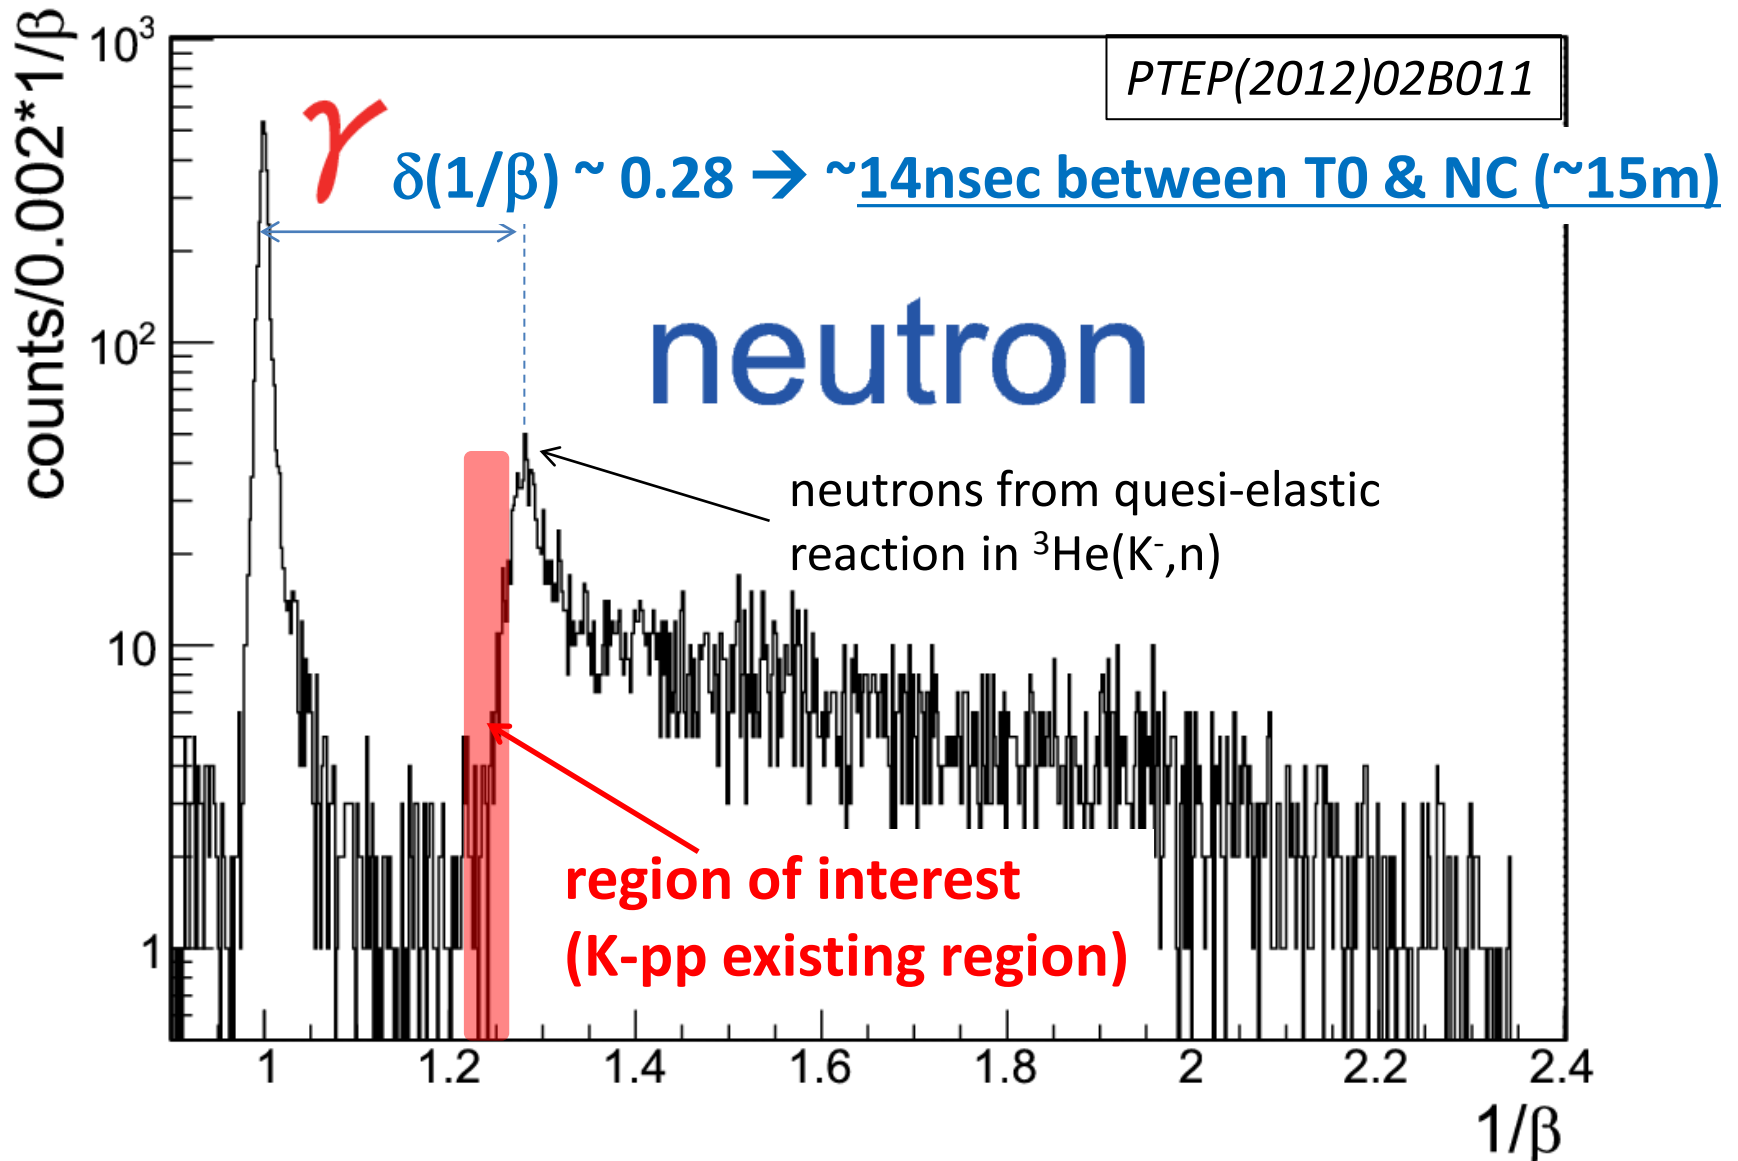 counts/0.002*1/β
10³
10²
10
1
PTEP(2012)02B011
γ
δ(1/β) ~ 0.28 → ~14nsec between T0 & NC (~15m)
neutron
neutrons from quesi-elastic
reaction in ³He(K⁻,n)
region of interest
(K-pp existing region)
1 1.2 1.4 1.6 1.8 2 2.2 2.4
1/β